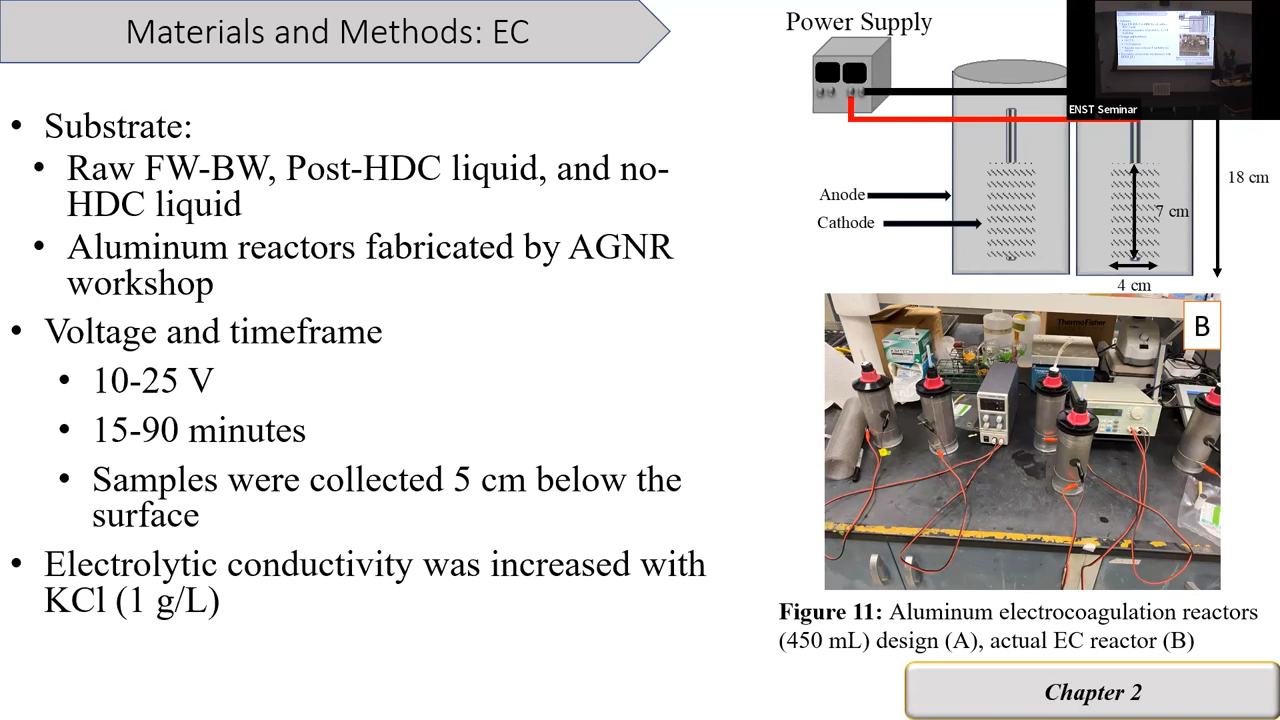 Materials and Methods: EC
• Substrate:
• Raw FW-BW, Post-HDC liquid, and no-
HDC liquid
• Aluminum reactors fabricated by AGNR
workshop
• Voltage and timeframe
• 10-25 V
• 15-90 minutes
• Samples were collected 5 cm below the
surface
• Electrolytic conductivity was increased with
KCl (1 g/L)
Power Supply
ENST Seminar
Anode
Cathode
18 cm
7 cm
4 cm
ThermoFisher
B
Figure 11: Aluminum electrocoagulation reactors
(450 mL) design (A), actual EC reactor (B)
Chapter 2